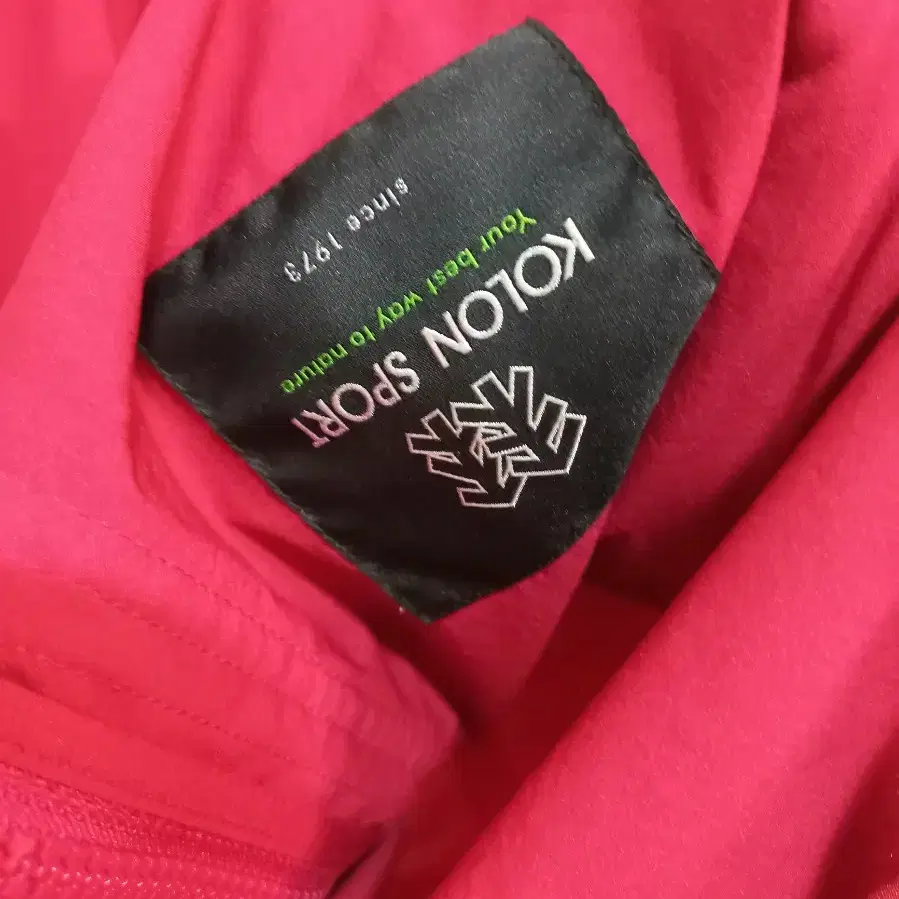 KOLON SPORT
Your best way to nature
since 1973